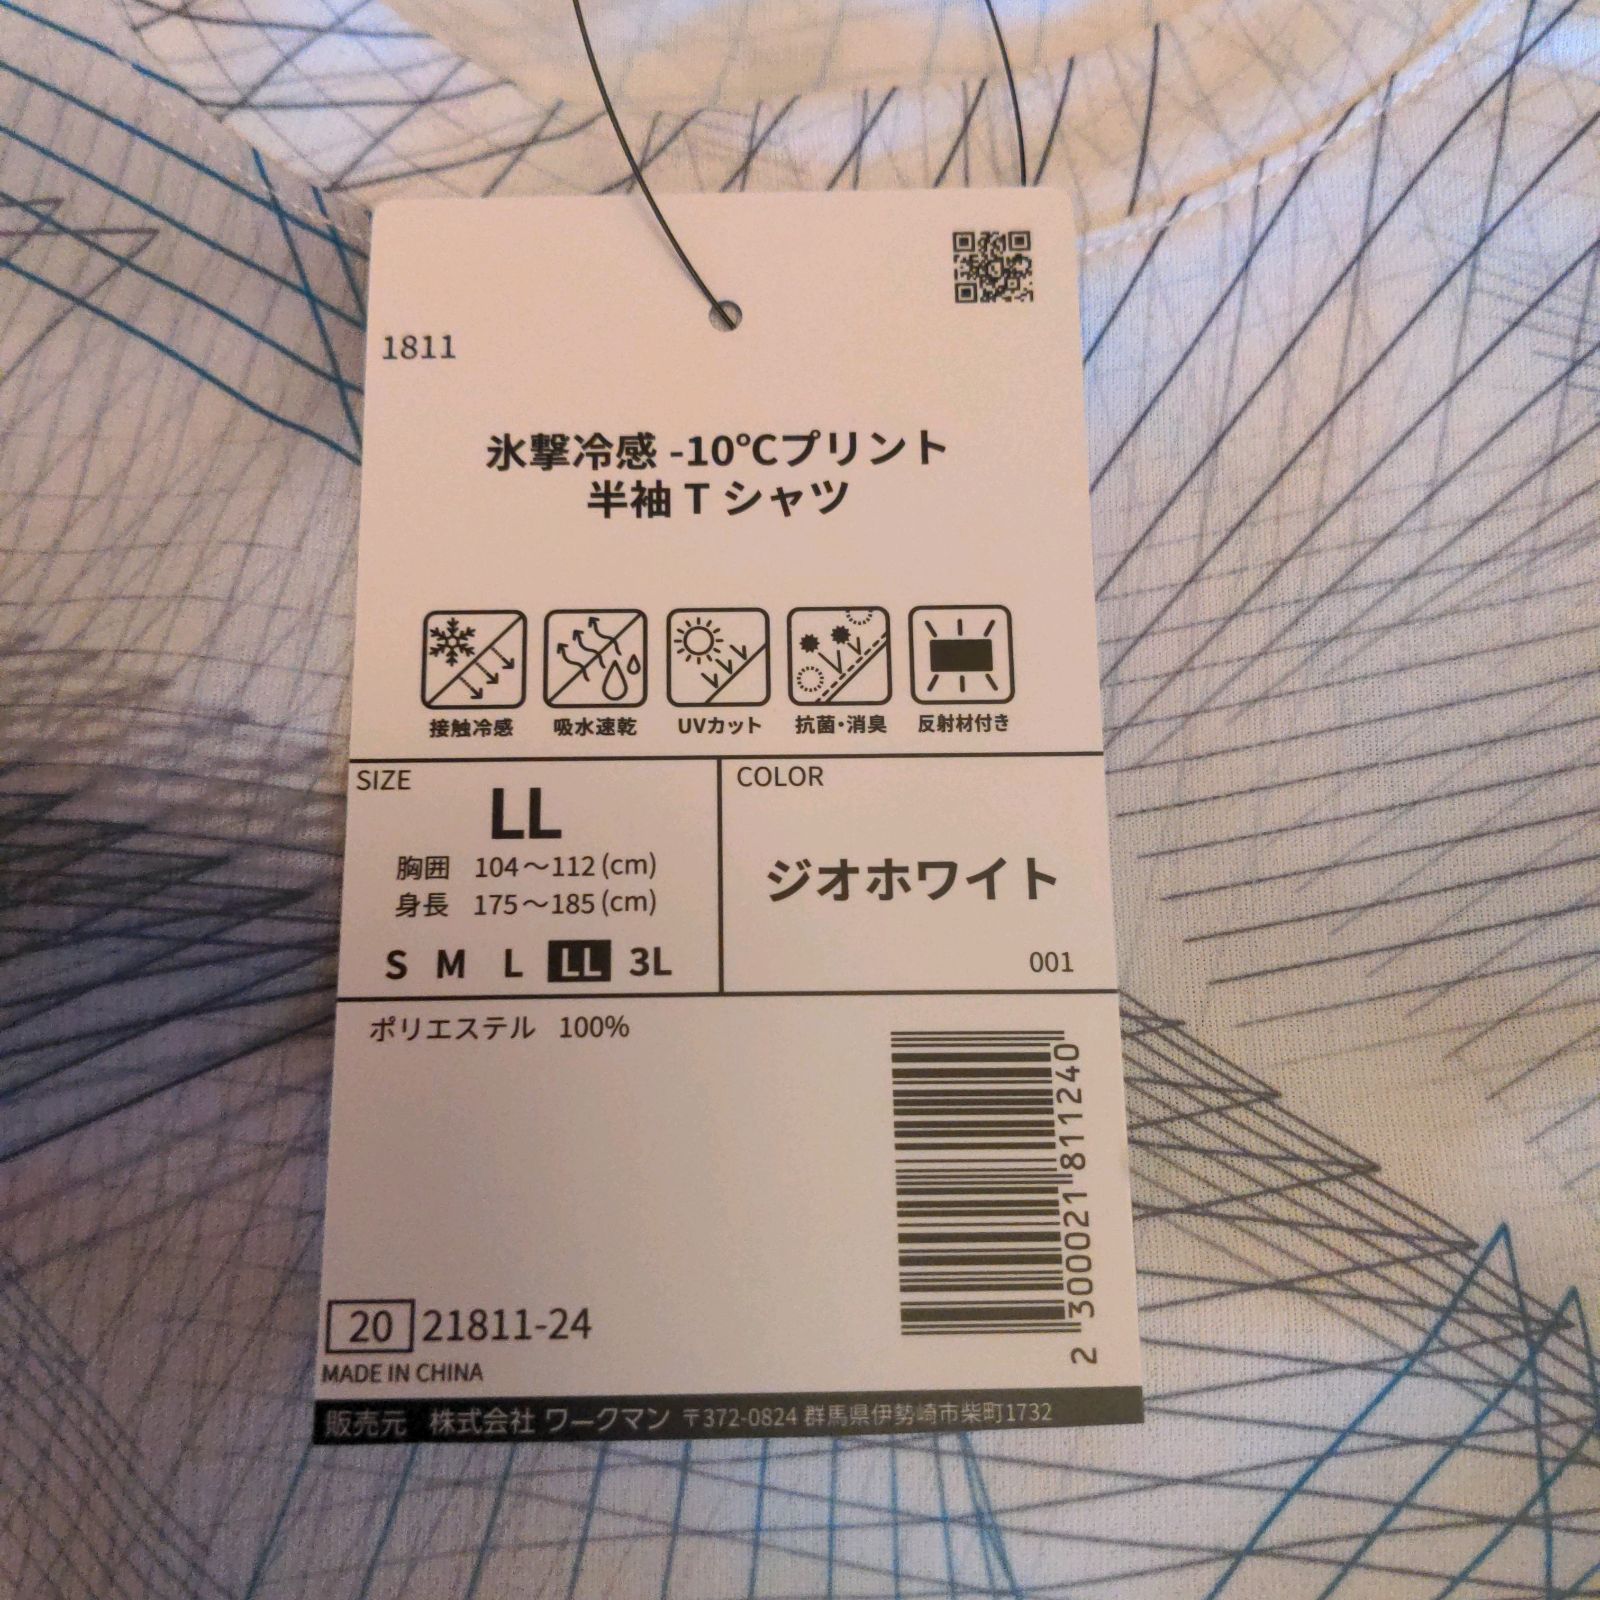 1811
氷撃冷感 -10℃プリント
半袖 T シャツ
接触冷感 吸水速乾 UVカット 抗菌・消臭 反射材付き
SIZE
LL
胸囲 104～112 (cm)
身長 175～185 (cm)
S M L LL 3L
COLOR
ジオホワイト
001
ポリエステル 100%
2 300021 811240
20 21811-24
MADE IN CHINA
販売元 株式会社 ワークマン 〒372-0824 群馬県伊勢崎市柴町1732